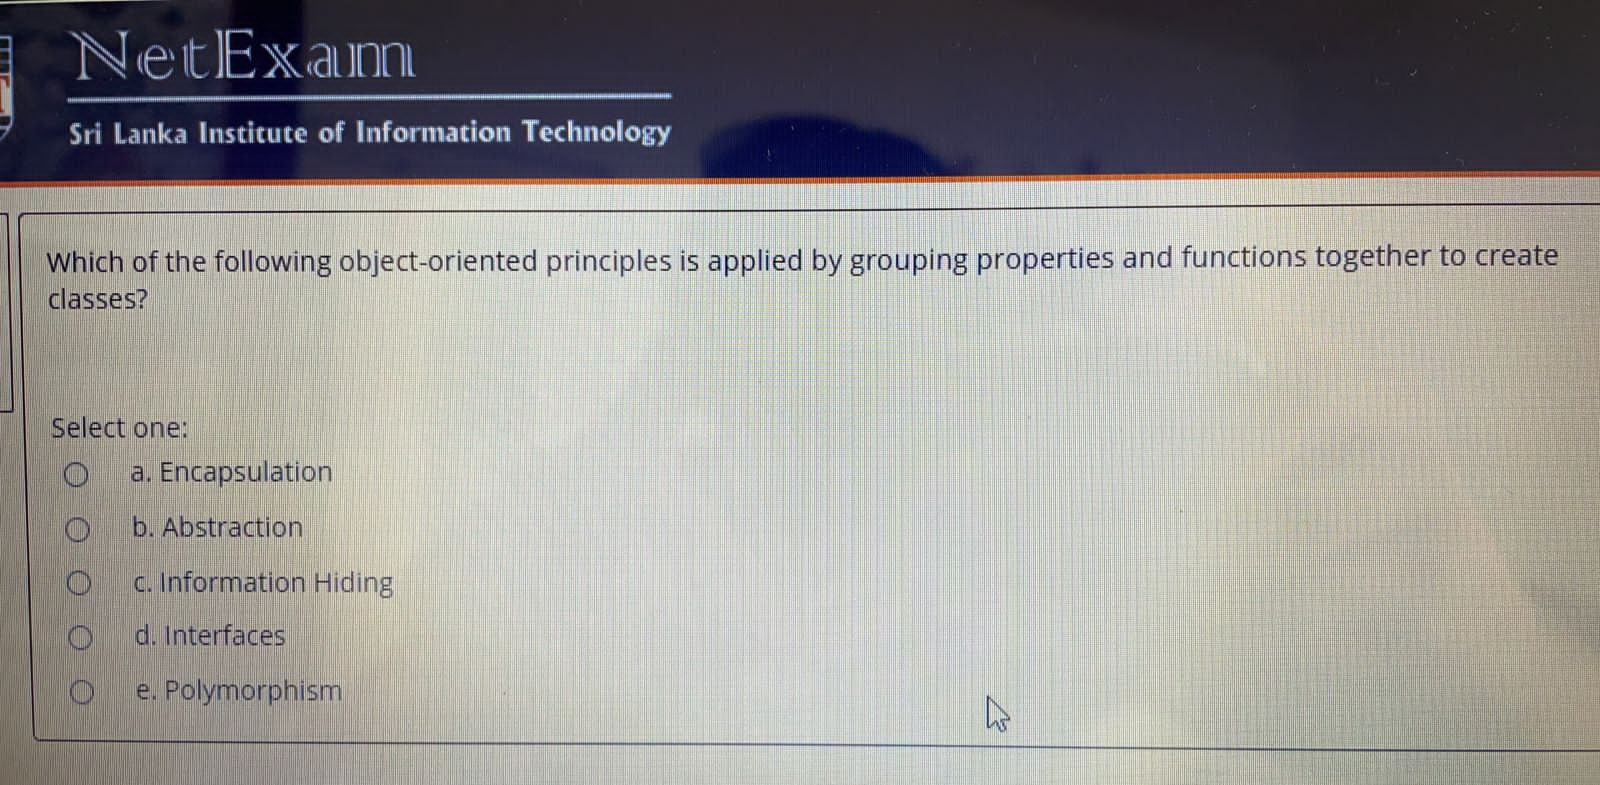 NetExam
Sri Lanka Institute of Information Technology
Which of the following object-oriented principles is applied by grouping properties and functions together to create
classes?
Select one:
a. Encapsulation
b. Abstraction
c. Information Hiding
d. Interfaces
e. Polymorphism